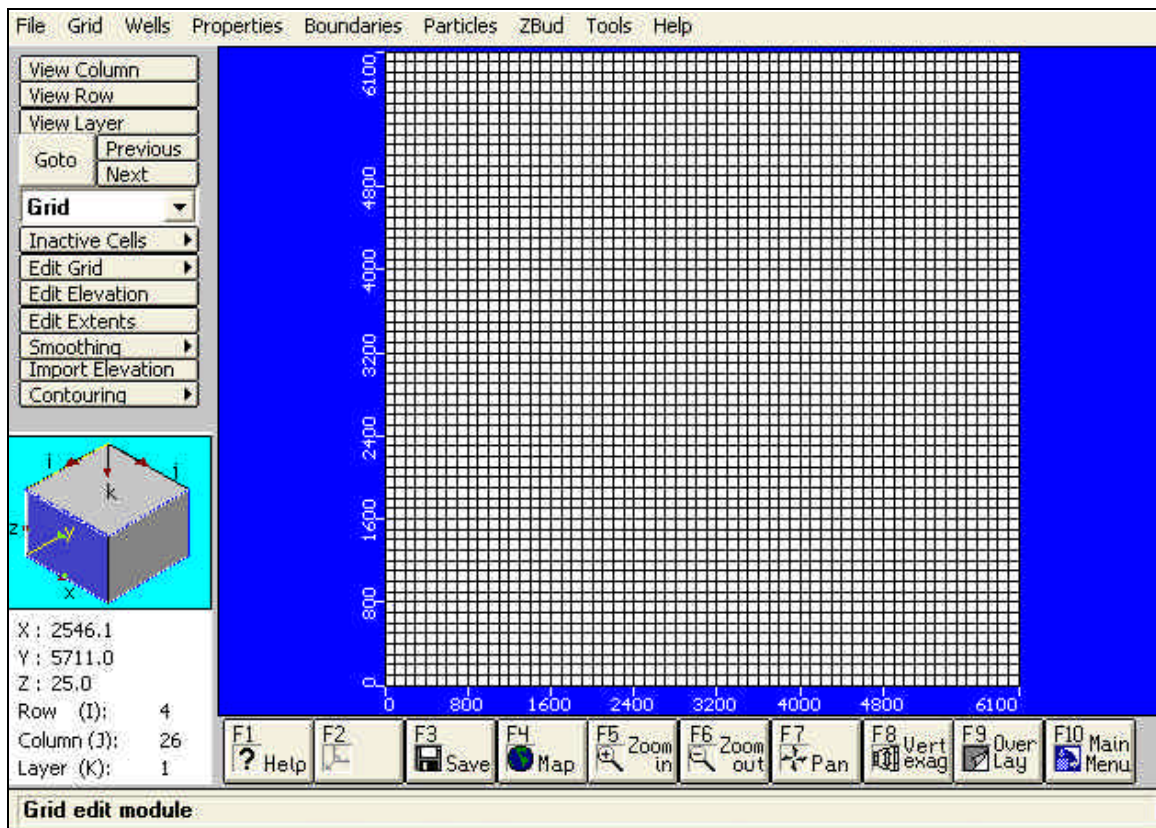 File Grid Wells Properties Boundaries Particles ZBud Tools Help
View Column
View Row
View Layer
Goto
Previous
Next
Grid
Inactive Cells
Edit Grid
Edit Elevation
Edit Extents
Smoothing
Import Elevation
Contouring
i
j
k
z
y
x
X : 2546.1
Y : 5711.0
Z : 25.0
Row (I): 4
Column (J): 26
Layer (K): 1
6100
4800
4000
3200
2400
1600
800
0
0 800 1600 2400 3200 4000 4800 6100
F1 ? Help
F2
F3 Save
F4 Map
F5 Zoom in
F6 Zoom out
F7 Pan
F8 Vert exag
F9 Over Lay
F10 Main Menu
Grid edit module